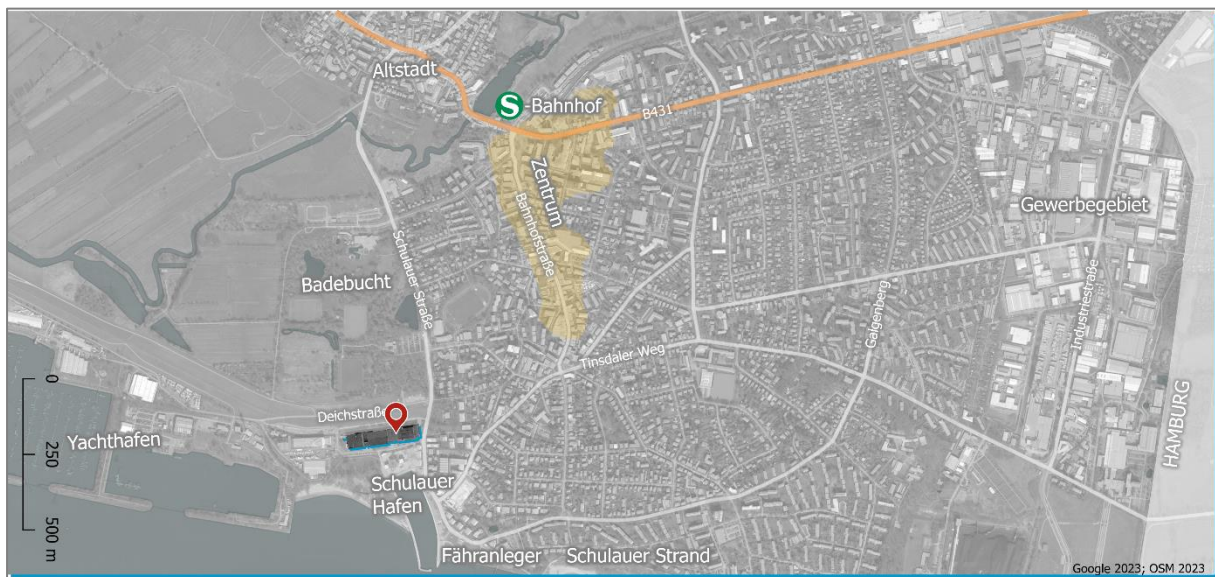 Altstadt
S
-Bahnhof
B431
Zentrum
Bahnhofstraße
Gewerbegebiet
Schulauer Straße
Badebucht
Galgenberg
Industriestraße
Tinsdaler Weg
HAMBURG
0
250
500 m
Deichstraße
Yachthafen
Schulauer
Hafen
Fähranleger
Schulauer Strand
Google 2023; OSM 2023